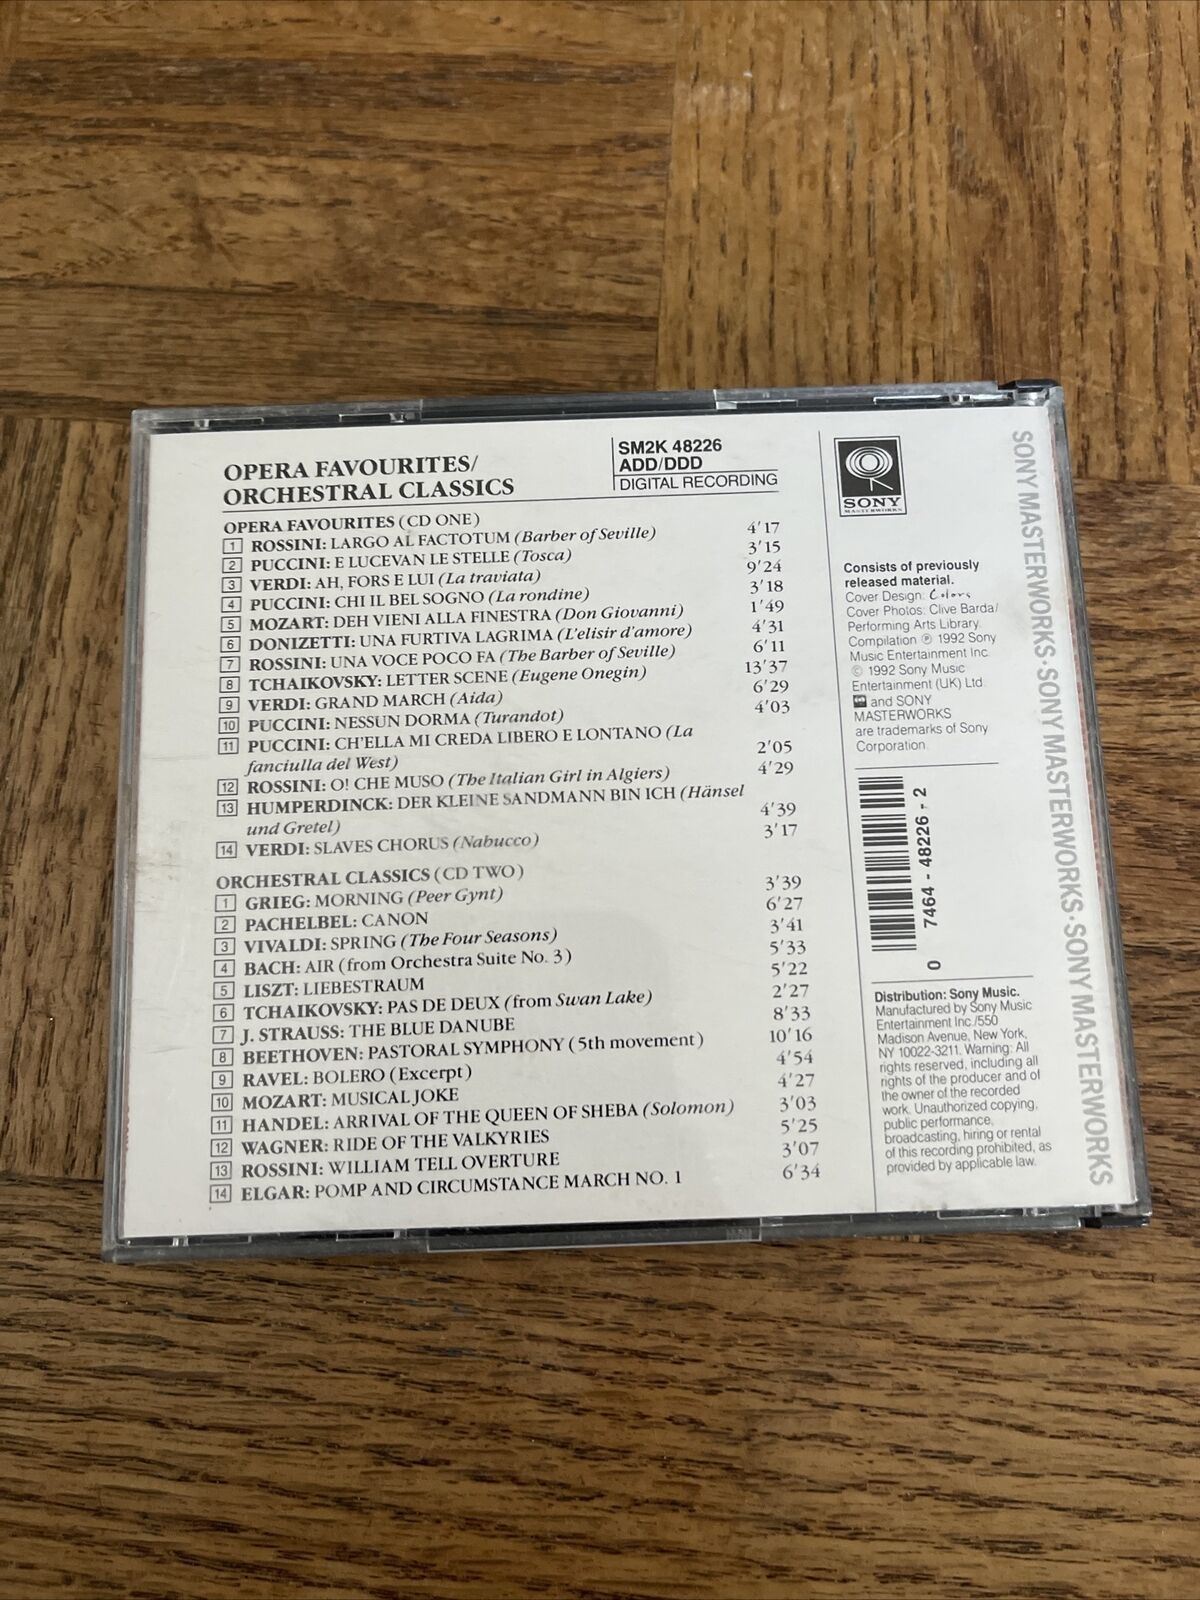 OPERA FAVOURITES/
ORCHESTRAL CLASSICS
SM2K 48226
ADD/DDD
DIGITAL RECORDING
OPERA FAVOURITES (CD ONE)
1 ROSSINI: LARGO AL FACTOTUM (Barber of Seville) 4'17
2 PUCCINI: E LUCEVAN LE STELLE (Tosca) 3'15
3 VERDI: AH, FORS E LUI (La traviata) 9'24
4 PUCCINI: CHI IL BEL SOGNO (La rondine) 3'18
5 MOZART: DEH VIENI ALLA FINESTRA (Don Giovanni) 1'49
6 DONIZETTI: UNA FURTIVA LAGRIMA (L'elisir d'amore) 4'31
7 ROSSINI: UNA VOCE POCO FA (The Barber of Seville) 6'11
8 TCHAIKOVSKY: LETTER SCENE (Eugene Onegin) 13'37
9 VERDI: GRAND MARCH (Aida) 6'29
10 PUCCINI: NESSUN DORMA (Turandot) 4'03
11 PUCCINI: CH'ELLA MI CREDA LIBERO E LONTANO (La
fanciulla del West) 2'05
12 ROSSINI: O! CHE MUSO (The Italian Girl in Algiers) 4'29
13 HUMPERDINCK: DER KLEINE SANDMANN BIN ICH (Hänsel
und Gretel) 4'39
14 VERDI: SLAVES CHORUS (Nabucco) 3'17
ORCHESTRAL CLASSICS (CD TWO)
1 GRIEG: MORNING (Peer Gynt) 3'39
2 PACHELBEL: CANON 6'27
3 VIVALDI: SPRING (The Four Seasons) 3'41
4 BACH: AIR (from Orchestra Suite No. 3) 5'33
5 LISZT: LIEBESTRAUM 5'22
6 TCHAIKOVSKY: PAS DE DEUX (from Swan Lake) 2'27
7 J. STRAUSS: THE BLUE DANUBE 8'33
8 BEETHOVEN: PASTORAL SYMPHONY (5th movement) 10'16
9 RAVEL: BOLERO (Excerpt) 4'54
10 MOZART: MUSICAL JOKE 4'27
11 HANDEL: ARRIVAL OF THE QUEEN OF SHEBA (Solomon) 3'03
12 WAGNER: RIDE OF THE VALKYRIES 5'25
13 ROSSINI: WILLIAM TELL OVERTURE 3'07
14 ELGAR: POMP AND CIRCUMSTANCE MARCH NO. 1 6'34
SONY
MASTERWORKS
Consists of previously
released material.
Cover Design: Colors
Cover Photos: Clive Barda/
Performing Arts Library.
Compilation ℗ 1992 Sony
Music Entertainment Inc.
© 1992 Sony Music
Entertainment (UK) Ltd.
and SONY
MASTERWORKS
are trademarks of Sony
Corporation.
0 7464 - 48226 - 2
Distribution: Sony Music.
Manufactured by Sony Music
Entertainment Inc./550
Madison Avenue, New York,
NY 10022-3211. Warning: All
rights reserved, including all
rights of the producer and of
the owner of the recorded
work. Unauthorized copying,
public performance,
broadcasting, hiring or rental
of this recording prohibited, as
provided by applicable law.
SONY MASTERWORKS · SONY MASTERWORKS · SONY MASTERWORKS